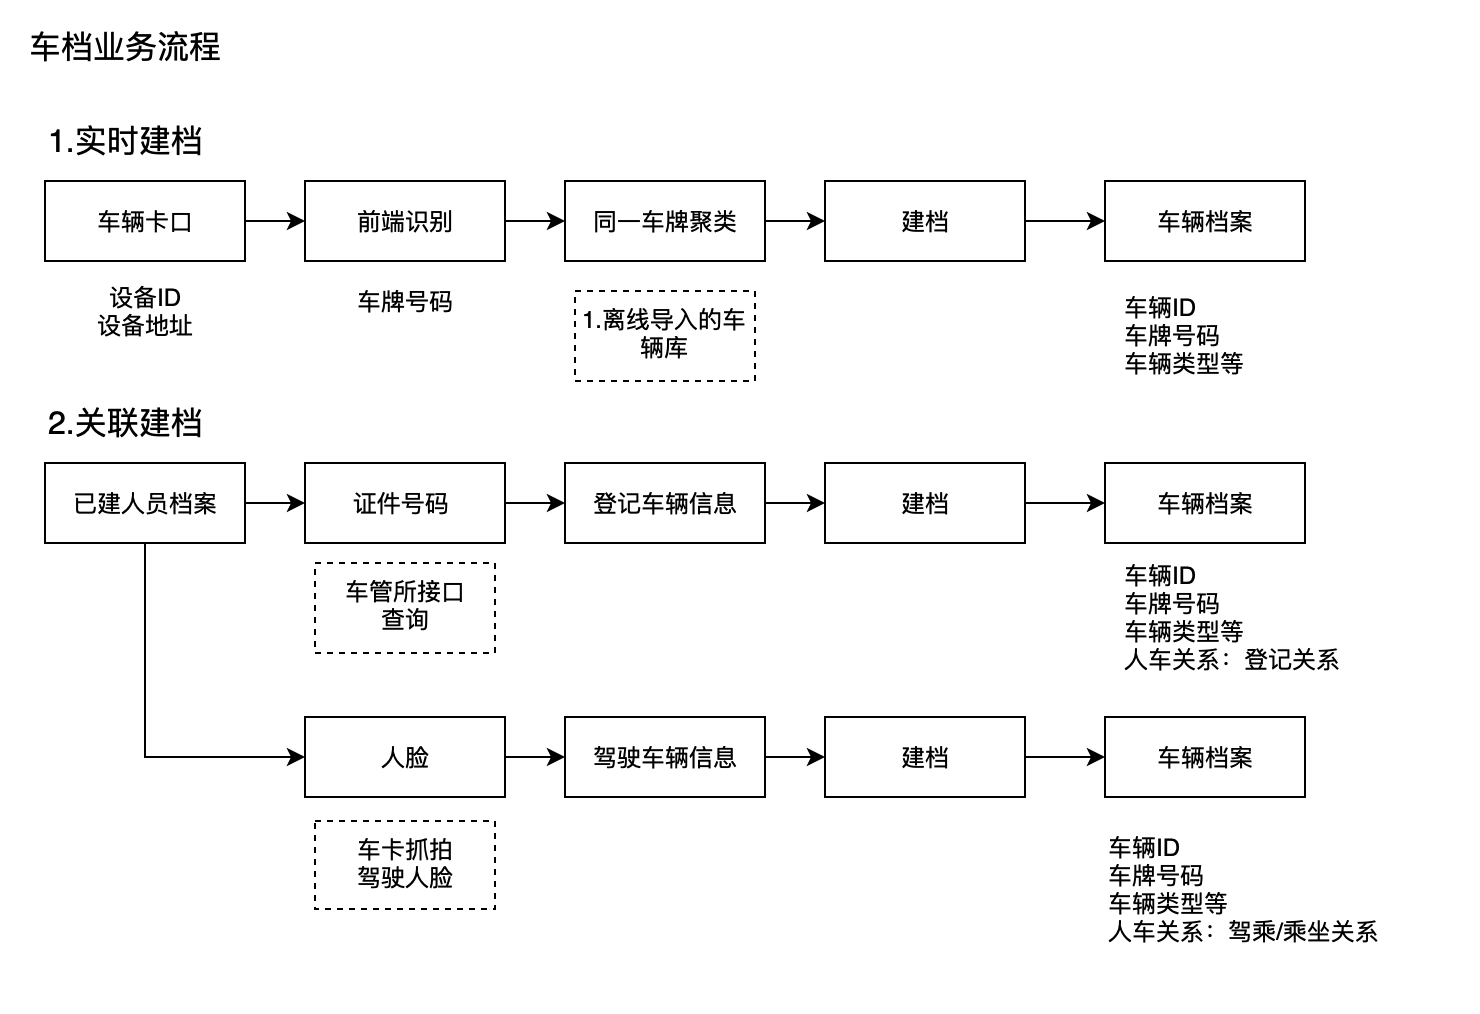 车档业务流程
1.实时建档
车辆卡口
前端识别
同一车牌聚类
建档
车辆档案
设备ID
设备地址
车牌号码
1.离线导入的车
辆库
车辆ID
车牌号码
车辆类型等
2.关联建档
已建人员档案
证件号码
登记车辆信息
建档
车辆档案
车管所接口
查询
车辆ID
车牌号码
车辆类型等
人车关系：登记关系
人脸
驾驶车辆信息
建档
车辆档案
车卡抓拍
驾驶人脸
车辆ID
车牌号码
车辆类型等
人车关系：驾乘/乘坐关系